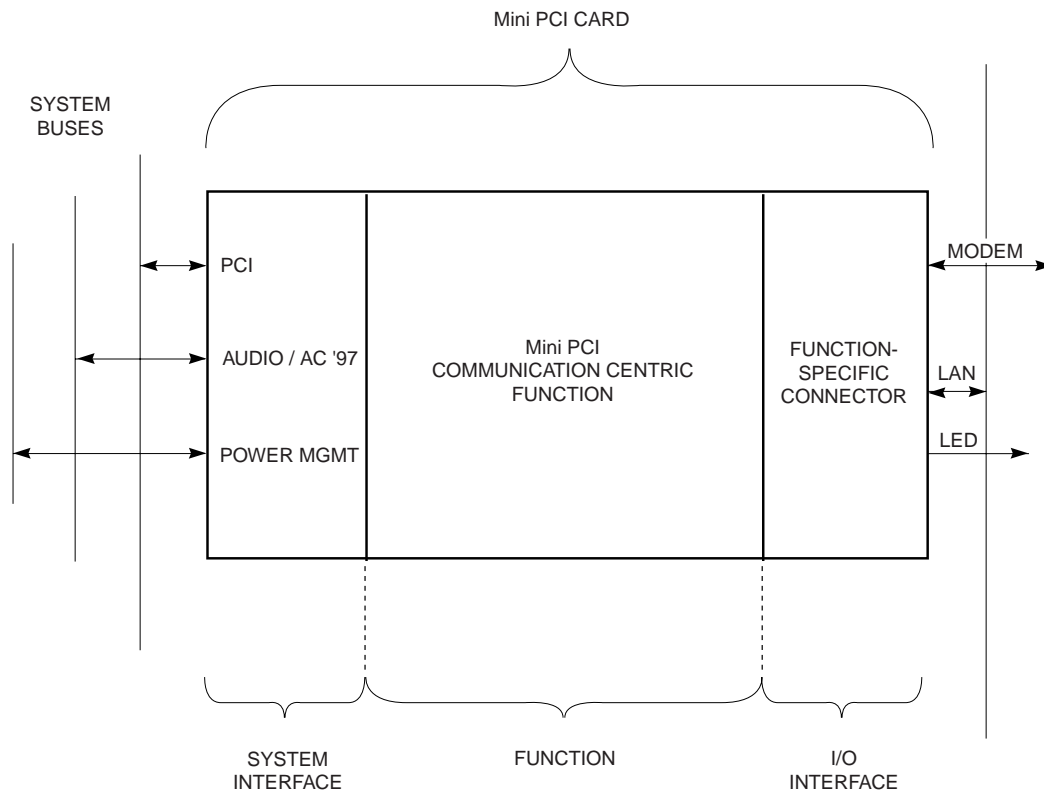 Mini PCI CARD
SYSTEM
BUSES
PCI
MODEM
AUDIO / AC '97
Mini PCI
COMMUNICATION CENTRIC
FUNCTION
FUNCTION-
SPECIFIC
CONNECTOR
LAN
POWER MGMT
LED
SYSTEM
INTERFACE
FUNCTION
I/O
INTERFACE